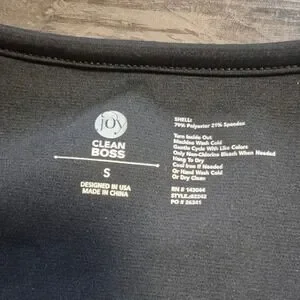 joy
CLEAN
BOSS
S
DESIGNED IN USA
MADE IN CHINA
SHELL:
79% Polyester 21% Spandex
Turn Inside Out
Machine Wash Cold
Gentle Cycle With Like Colors
Only Non-Chlorine Bleach When Needed
Hang To Dry
Cool Iron If Needed
Or Hand Wash Cold
Or Dry Clean
RN # 143044
STYLE:82242
PO # 26241